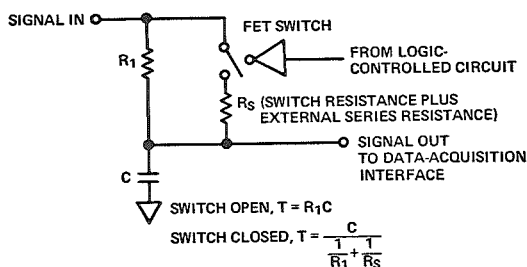 SIGNAL IN
FET SWITCH
R1
FROM LOGIC-
CONTROLLED CIRCUIT
RS (SWITCH RESISTANCE PLUS
EXTERNAL SERIES RESISTANCE)
SIGNAL OUT
TO DATA-ACQUISITION
INTERFACE
C
SWITCH OPEN, T = R1C
SWITCH CLOSED, T = C / (1/R1 + 1/RS)